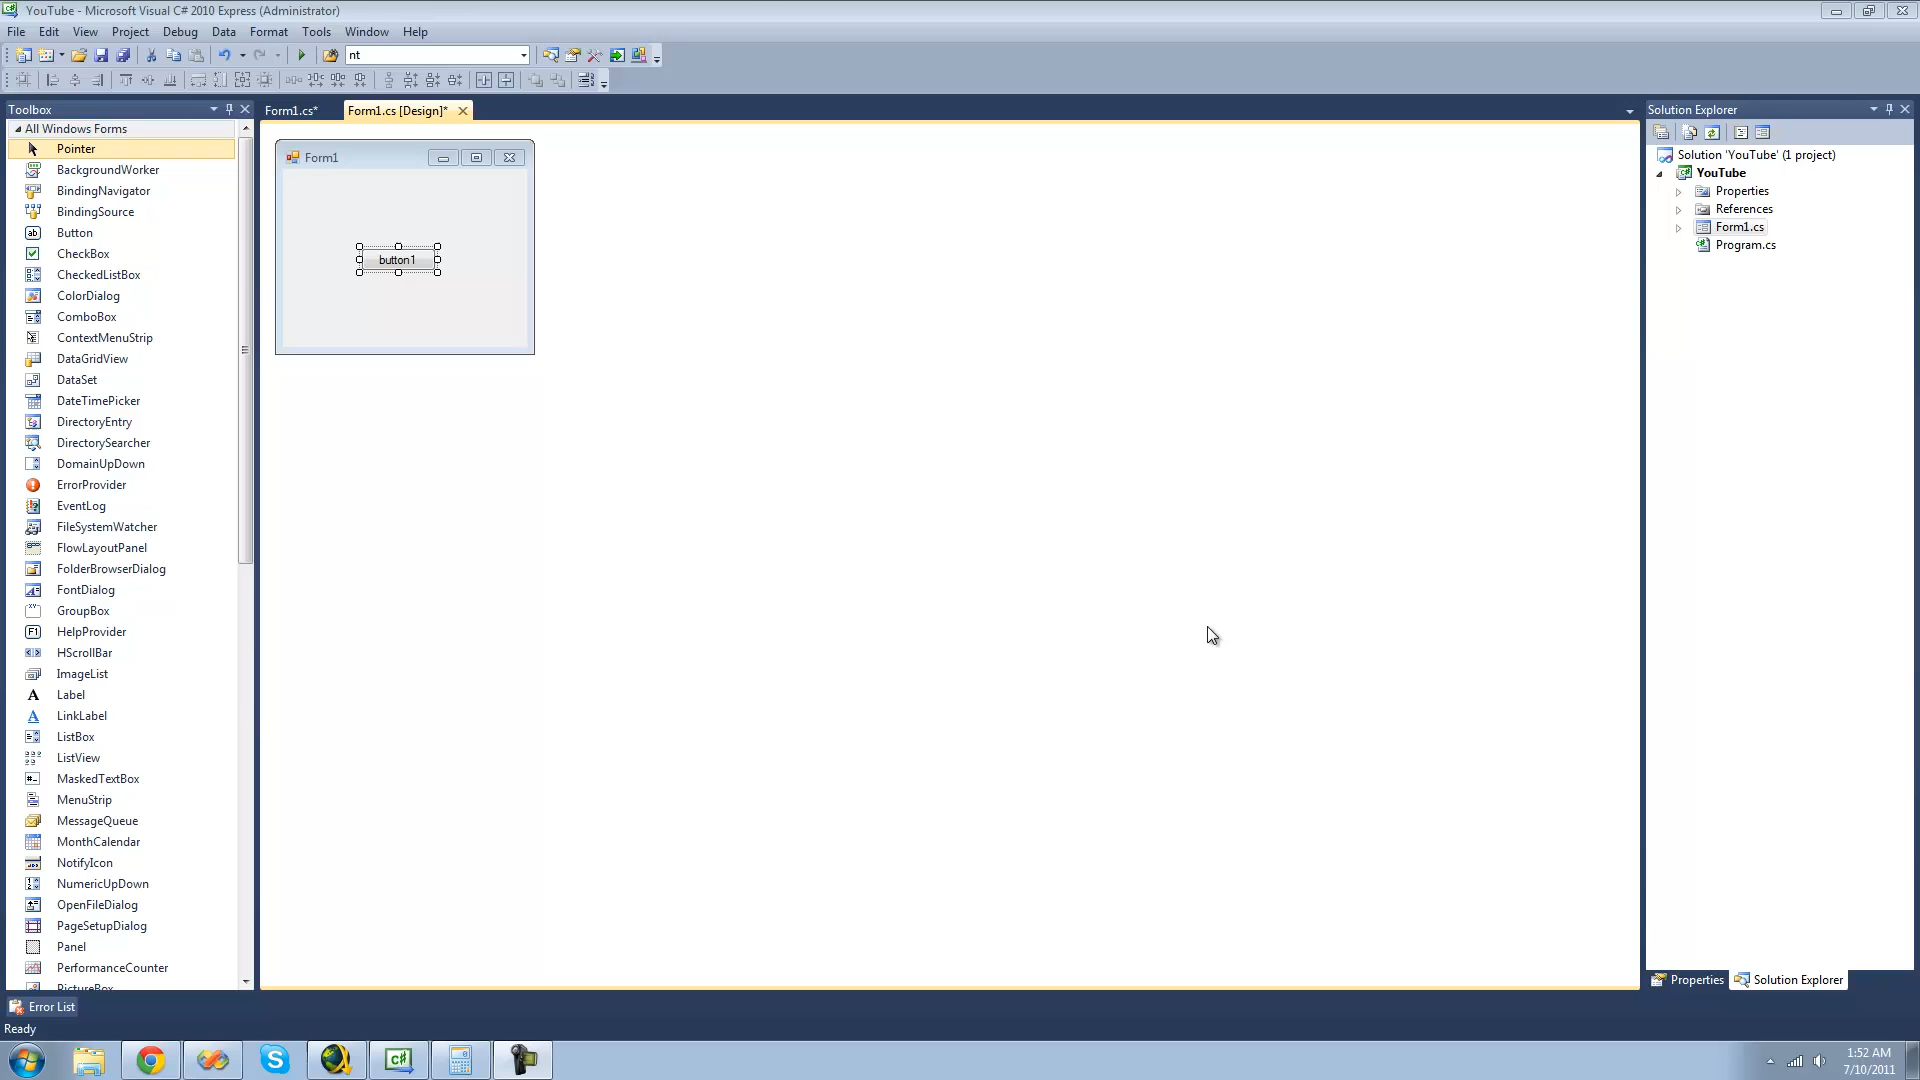 YouTube - Microsoft Visual C# 2010 Express (Administrator)
File Edit View Project Debug Data Format Tools Window Help
nt
Toolbox
Form1.cs*
Form1.cs [Design]*
Solution Explorer
All Windows Forms
Pointer
BackgroundWorker
BindingNavigator
BindingSource
Button
CheckBox
CheckedListBox
ColorDialog
ComboBox
ContextMenuStrip
DataGridView
DataSet
DateTimePicker
DirectoryEntry
DirectorySearcher
DomainUpDown
ErrorProvider
EventLog
FileSystemWatcher
FlowLayoutPanel
FolderBrowserDialog
FontDialog
GroupBox
HelpProvider
HScrollBar
ImageList
Label
LinkLabel
ListBox
ListView
MaskedTextBox
MenuStrip
MessageQueue
MonthCalendar
NotifyIcon
NumericUpDown
OpenFileDialog
PageSetupDialog
Panel
PerformanceCounter
PictureBox
Form1
button1
Solution 'YouTube' (1 project)
YouTube
Properties
References
Form1.cs
Program.cs
Properties
Solution Explorer
Error List
Ready
1:52 AM
7/10/2011